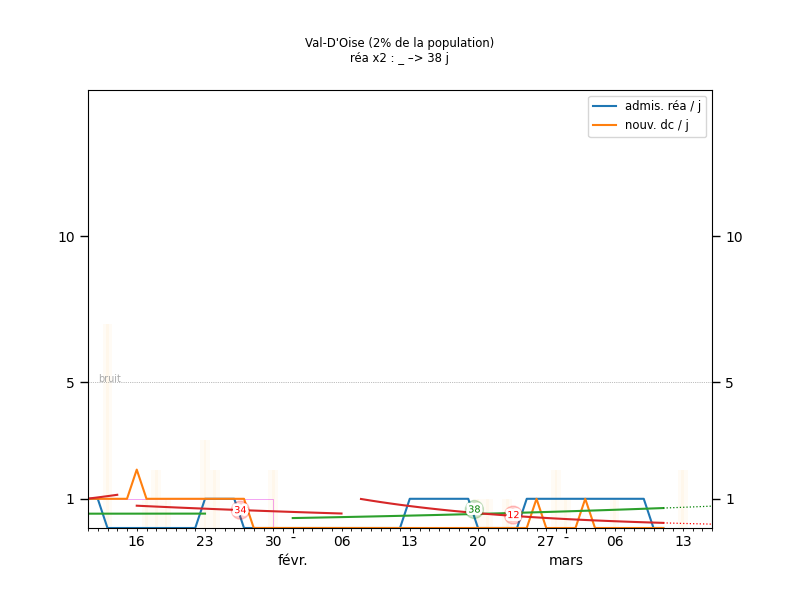 Val-D'Oise (2% de la population)
réa x2 : _ –> 38 j
admis. réa / j
nouv. dc / j
10 10
bruit
5 5
1 1
34 38 12
16 23 30 - 06 13 20 27 - 06 13
févr. mars